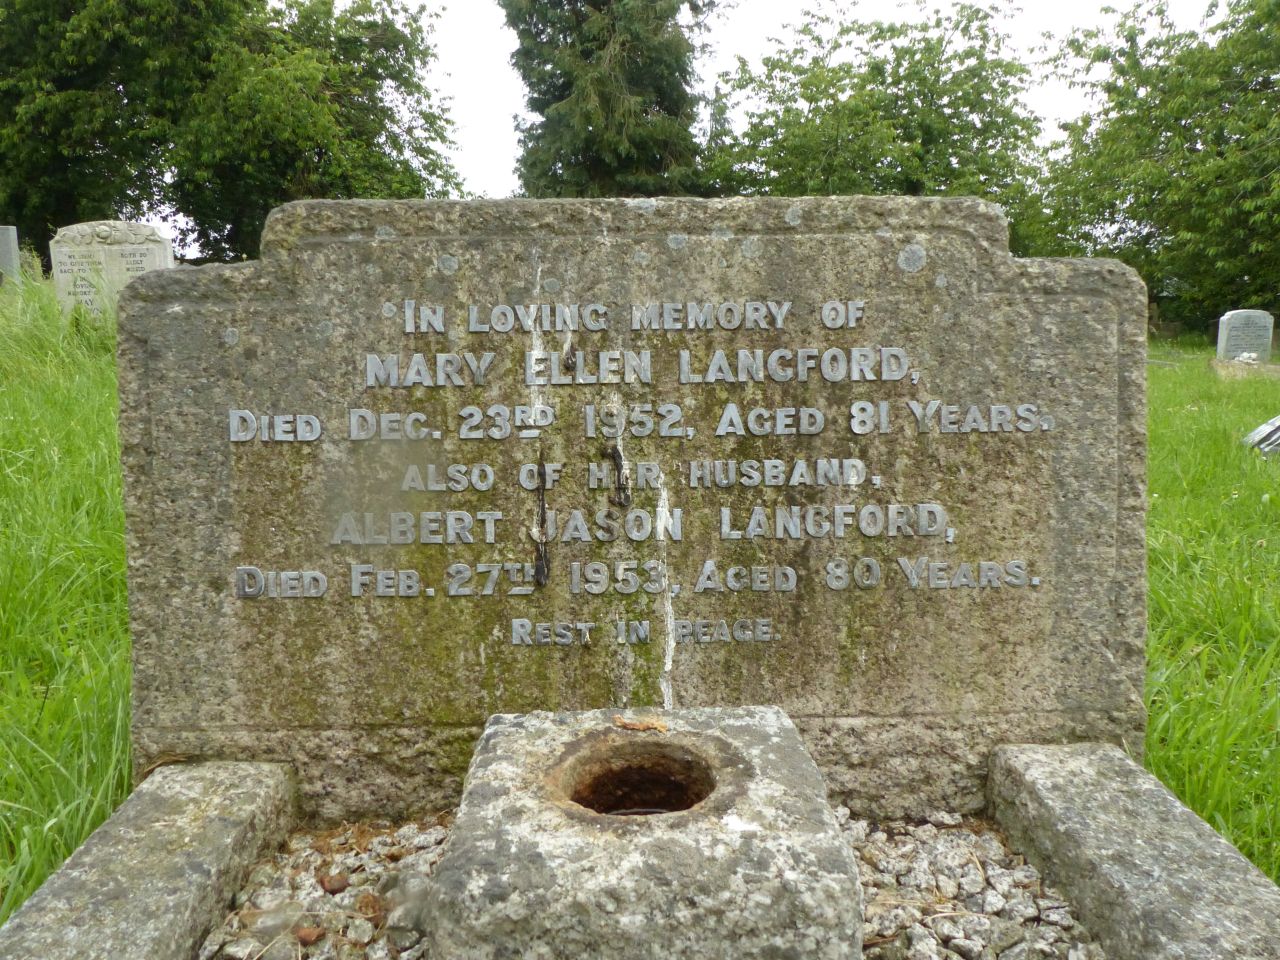 IN LOVING MEMORY OF
MARY ELLEN LANGFORD,
DIED DEC. 23RD 1952, AGED 81 YEARS.
ALSO OF HER HUSBAND,
ALBERT JASON LANGFORD,
DIED FEB. 27TH 1953, AGED 80 YEARS.
REST IN PEACE.